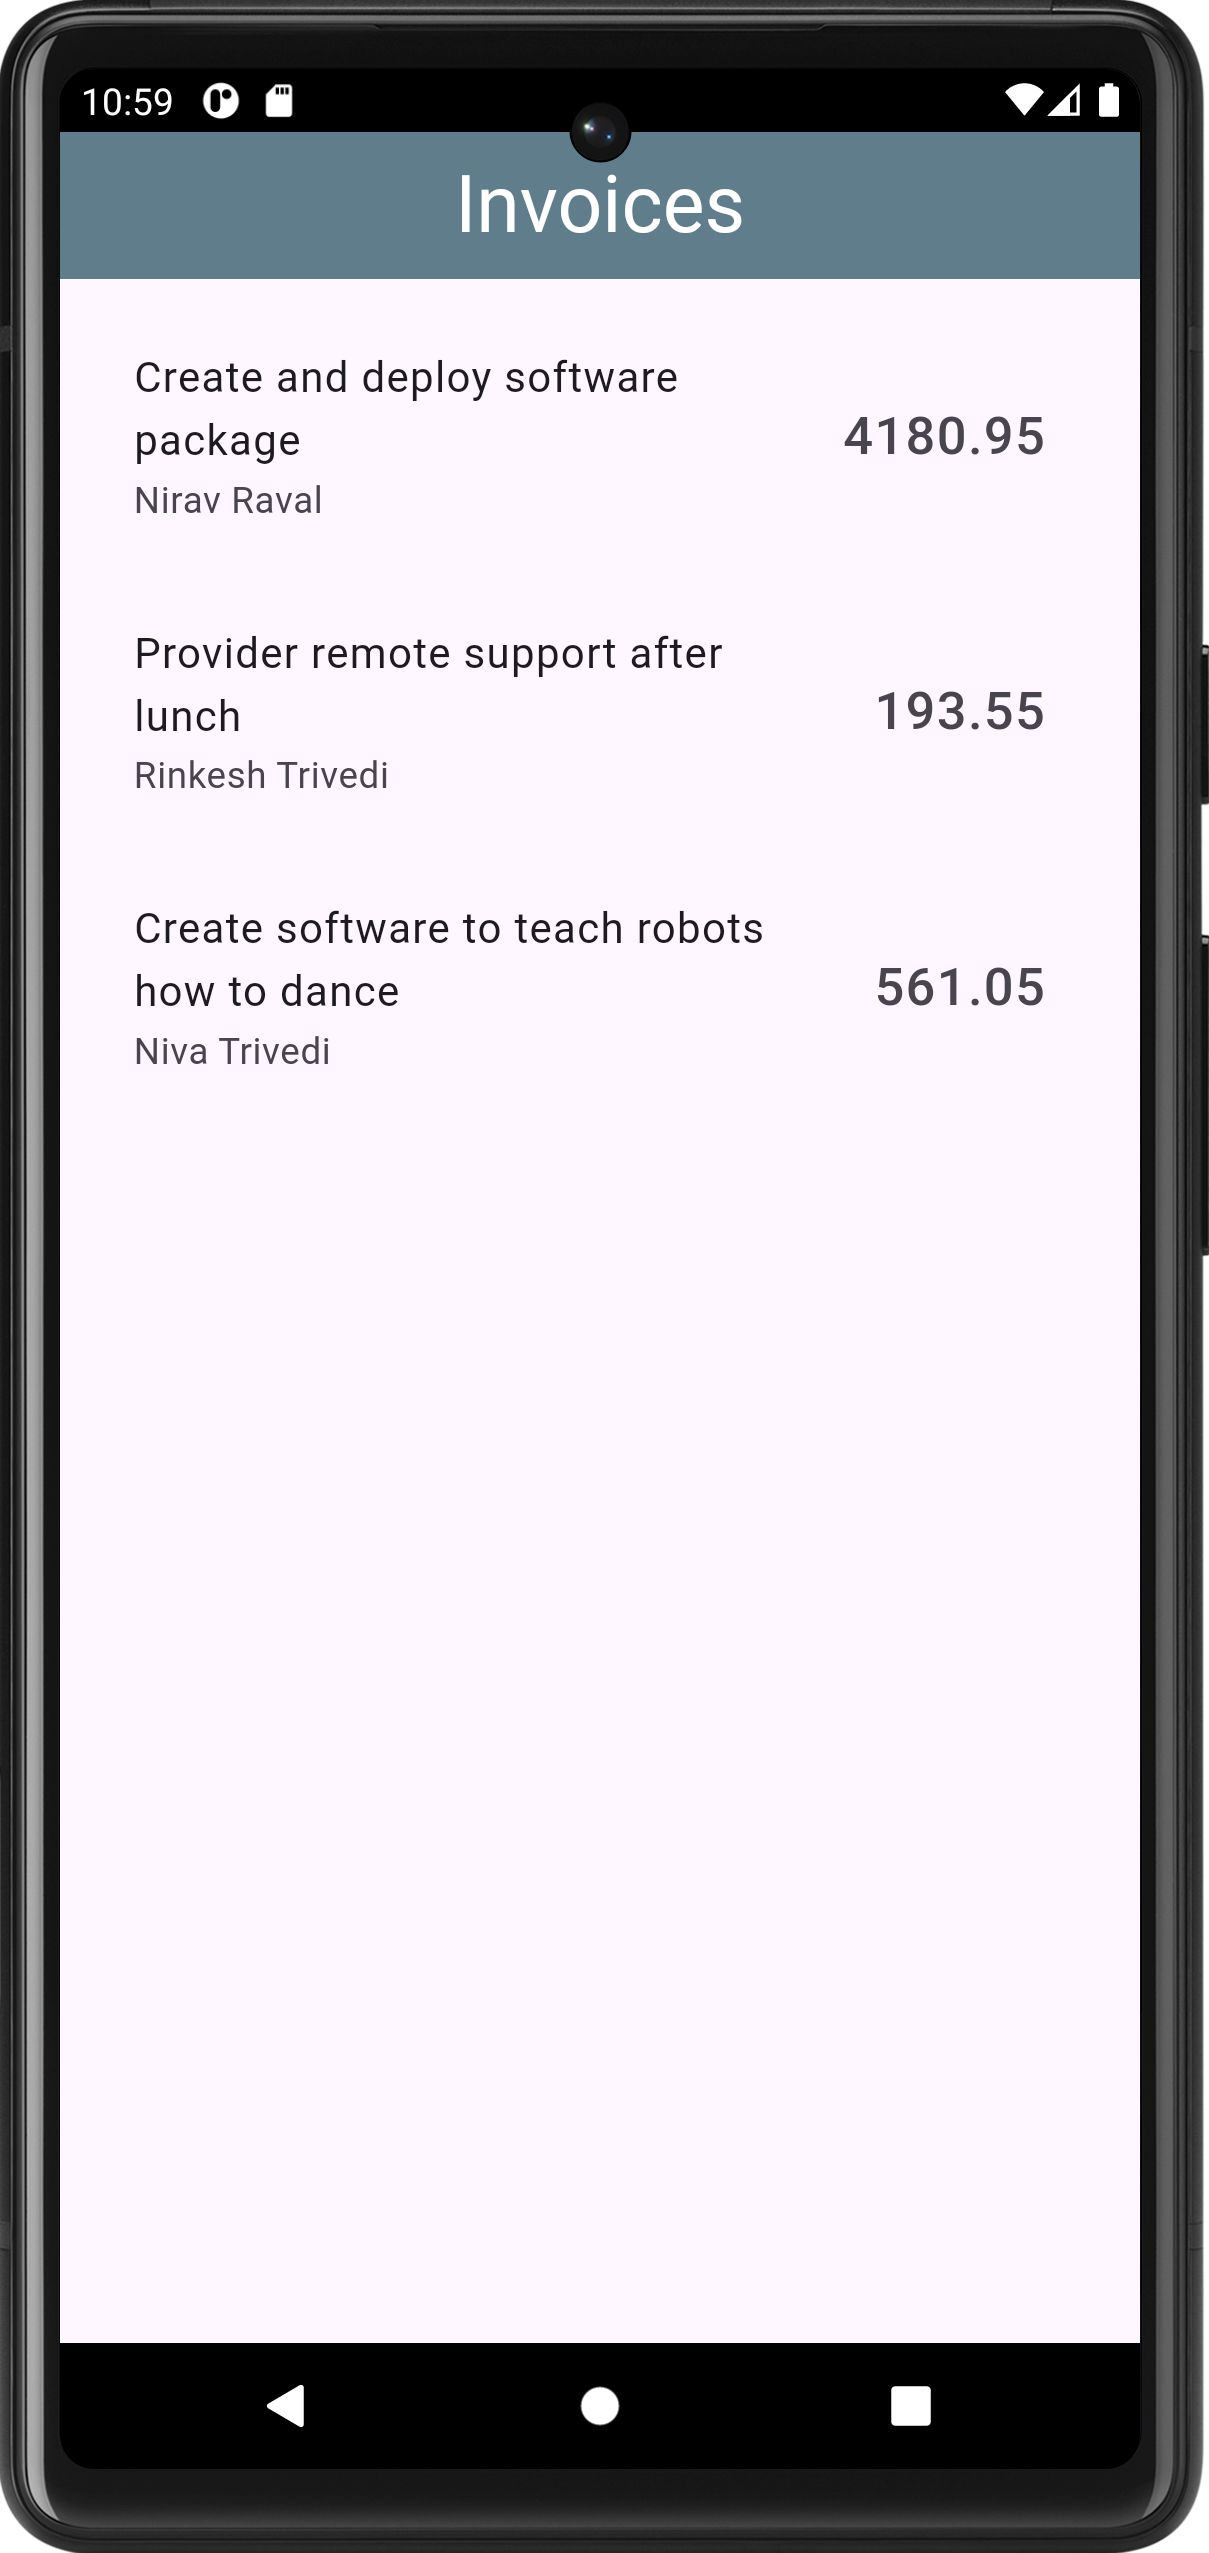 10:59
Invoices
Create and deploy software
package
4180.95
Nirav Raval
Provider remote support after
lunch
193.55
Rinkesh Trivedi
Create software to teach robots
how to dance
561.05
Niva Trivedi